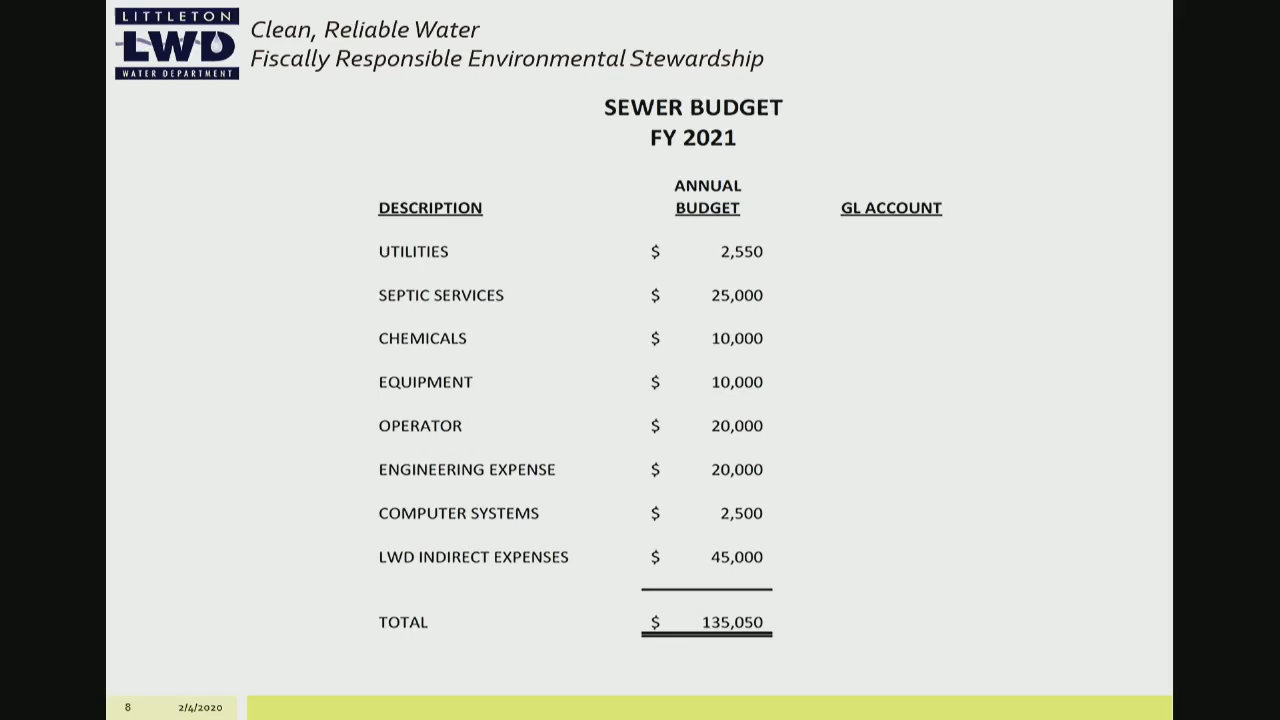 LITTLETON
LWD
WATER DEPARTMENT
Clean, Reliable Water
Fiscally Responsible Environmental Stewardship
SEWER BUDGET
FY 2021
ANNUAL
DESCRIPTION BUDGET GL ACCOUNT
UTILITIES $ 2,550
SEPTIC SERVICES $ 25,000
CHEMICALS $ 10,000
EQUIPMENT $ 10,000
OPERATOR $ 20,000
ENGINEERING EXPENSE $ 20,000
COMPUTER SYSTEMS $ 2,500
LWD INDIRECT EXPENSES $ 45,000
TOTAL $ 135,050
8 2/4/2020